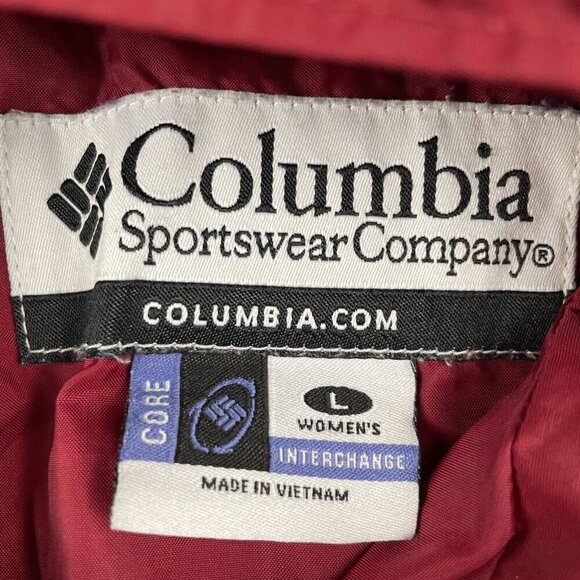 Columbia
Sportswear Company®
COLUMBIA.COM
CORE
L
WOMEN'S
INTERCHANGE
MADE IN VIETNAM